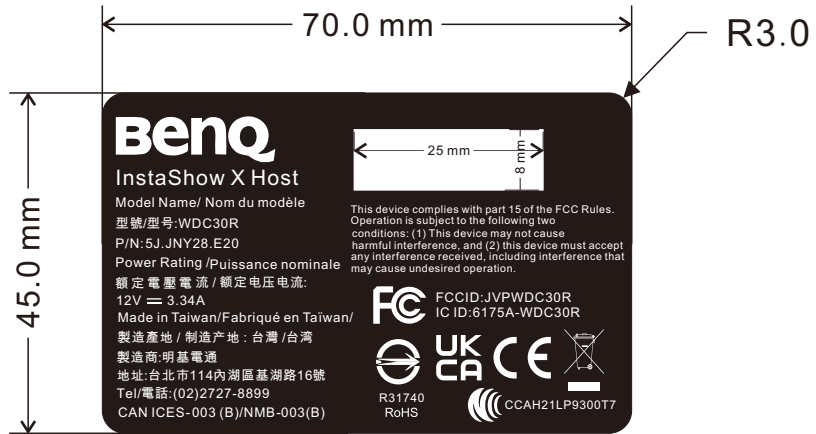 70.0 mm
R3.0
45.0 mm
BenQ
InstaShow X Host
Model Name/ Nom du modèle
型號/型号:WDC30R
P/N:5J.JNY28.E20
Power Rating /Puissance nominale
額定電壓電流 / 额定电压电流:
12V ⎓ 3.34A
Made in Taiwan/Fabriqué en Taïwan/
製造產地 / 制造产地 : 台灣 /台湾
製造商:明基電通
地址:台北市114內湖區基湖路16號
Tel/電話:(02)2727-8899
CAN ICES-003 (B)/NMB-003(B)
25 mm
8 mm
This device complies with part 15 of the FCC Rules.
Operation is subject to the following two
conditions: (1) This device may not cause
harmful interference, and (2) this device must accept
any interference received, including interference that
may cause undesired operation.
FC
FCCID:JVPWDC30R
IC ID:6175A-WDC30R
UK
CA
CE
R31740
RoHS
CCAH21LP9300T7